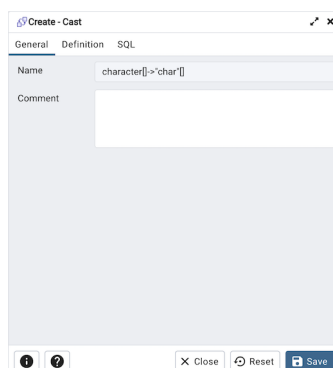 Create - Cast
General Definition SQL
Name character[]->"char"[]
Comment
Close Reset Save